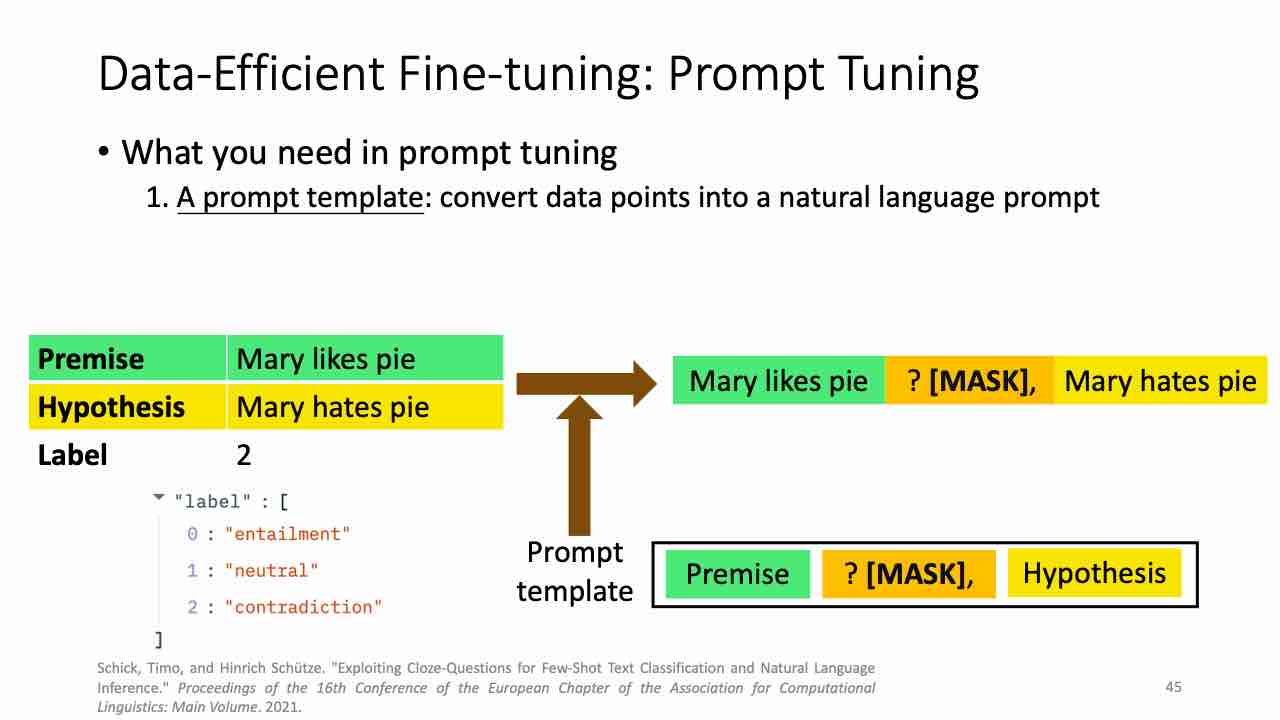 Data-Efficient Fine-tuning: Prompt Tuning
• What you need in prompt tuning
1. A prompt template: convert data points into a natural language prompt
Premise Mary likes pie
Hypothesis Mary hates pie
Label 2
"label" : [
0 : "entailment"
1 : "neutral"
2 : "contradiction"
]
Mary likes pie ? [MASK], Mary hates pie
Prompt
template
Premise ? [MASK], Hypothesis
Schick, Timo, and Hinrich Schütze. "Exploiting Cloze-Questions for Few-Shot Text Classification and Natural Language
Inference." Proceedings of the 16th Conference of the European Chapter of the Association for Computational
Linguistics: Main Volume. 2021.
45